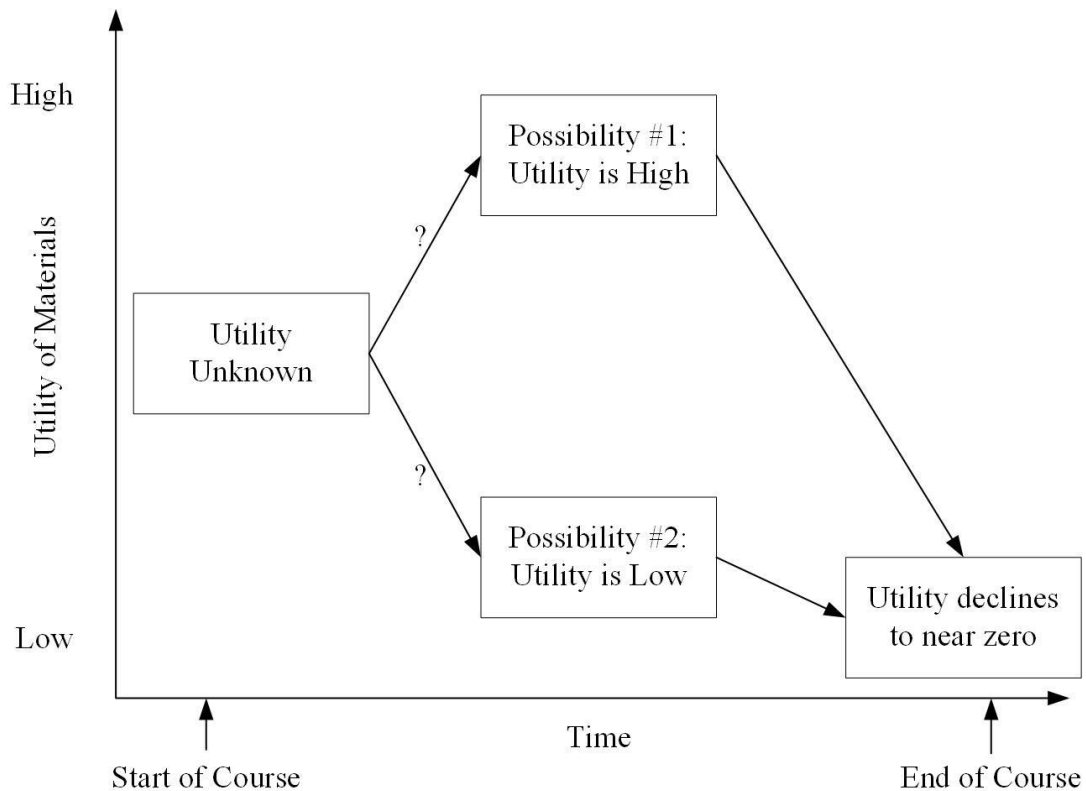 High
Possibility #1:
Utility is High
Utility of Materials
?
Utility
Unknown
?
Possibility #2:
Utility is Low
Utility declines
to near zero
Low
Time
Start of Course
End of Course